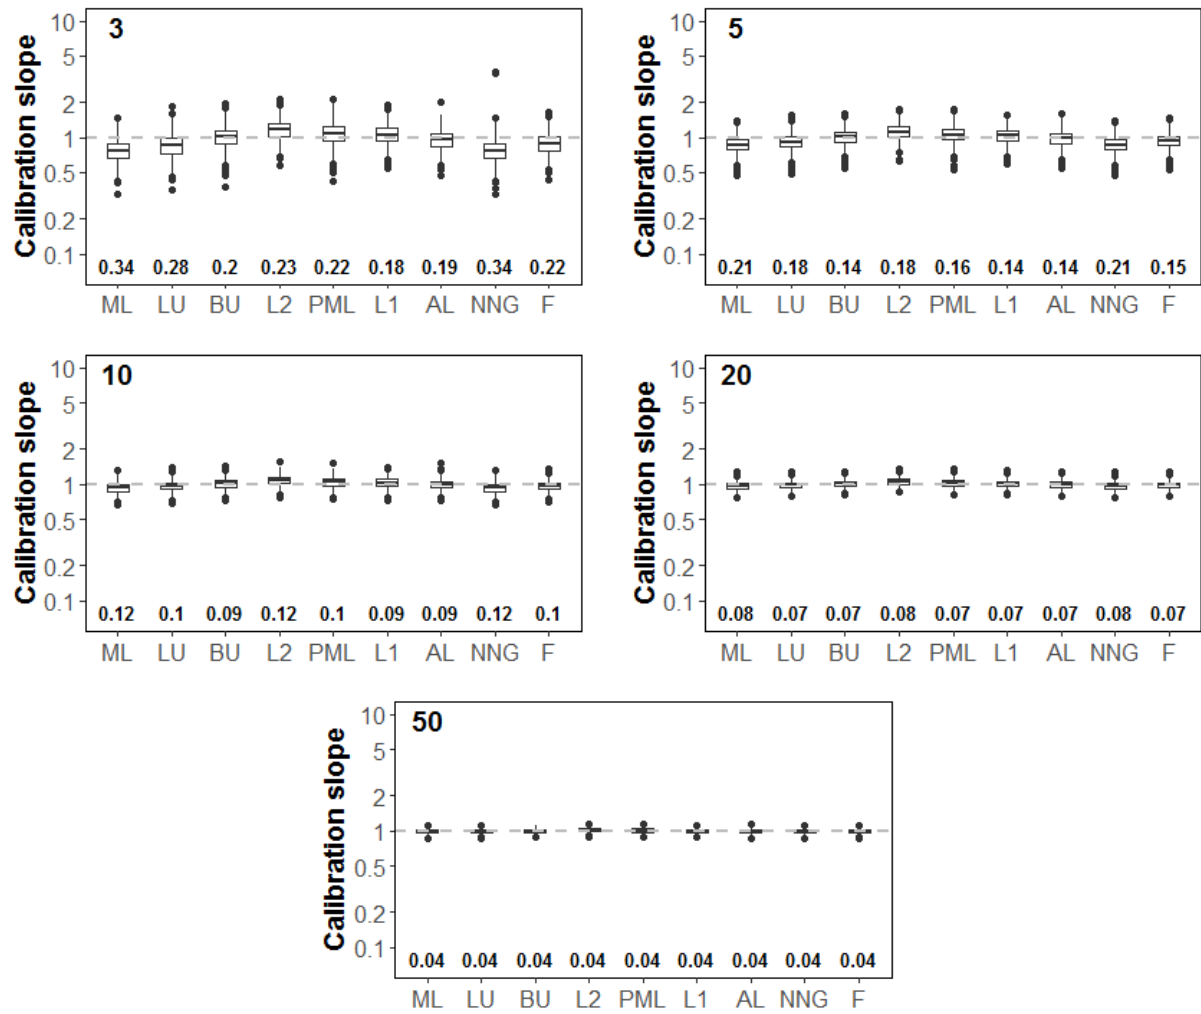 3
Calibration slope
10
5
2
1
0.5
0.2
0.1
0.34 0.28 0.2 0.23 0.22 0.18 0.19 0.34 0.22
ML LU BU L2 PML L1 AL NNG F
5
Calibration slope
10
5
2
1
0.5
0.2
0.1
0.21 0.18 0.14 0.18 0.16 0.14 0.14 0.21 0.15
ML LU BU L2 PML L1 AL NNG F
10
Calibration slope
10
5
2
1
0.5
0.2
0.1
0.12 0.1 0.09 0.12 0.1 0.09 0.09 0.12 0.1
ML LU BU L2 PML L1 AL NNG F
20
Calibration slope
10
5
2
1
0.5
0.2
0.1
0.08 0.07 0.07 0.08 0.07 0.07 0.07 0.08 0.07
ML LU BU L2 PML L1 AL NNG F
50
Calibration slope
10
5
2
1
0.5
0.2
0.1
0.04 0.04 0.04 0.04 0.04 0.04 0.04 0.04 0.04
ML LU BU L2 PML L1 AL NNG F